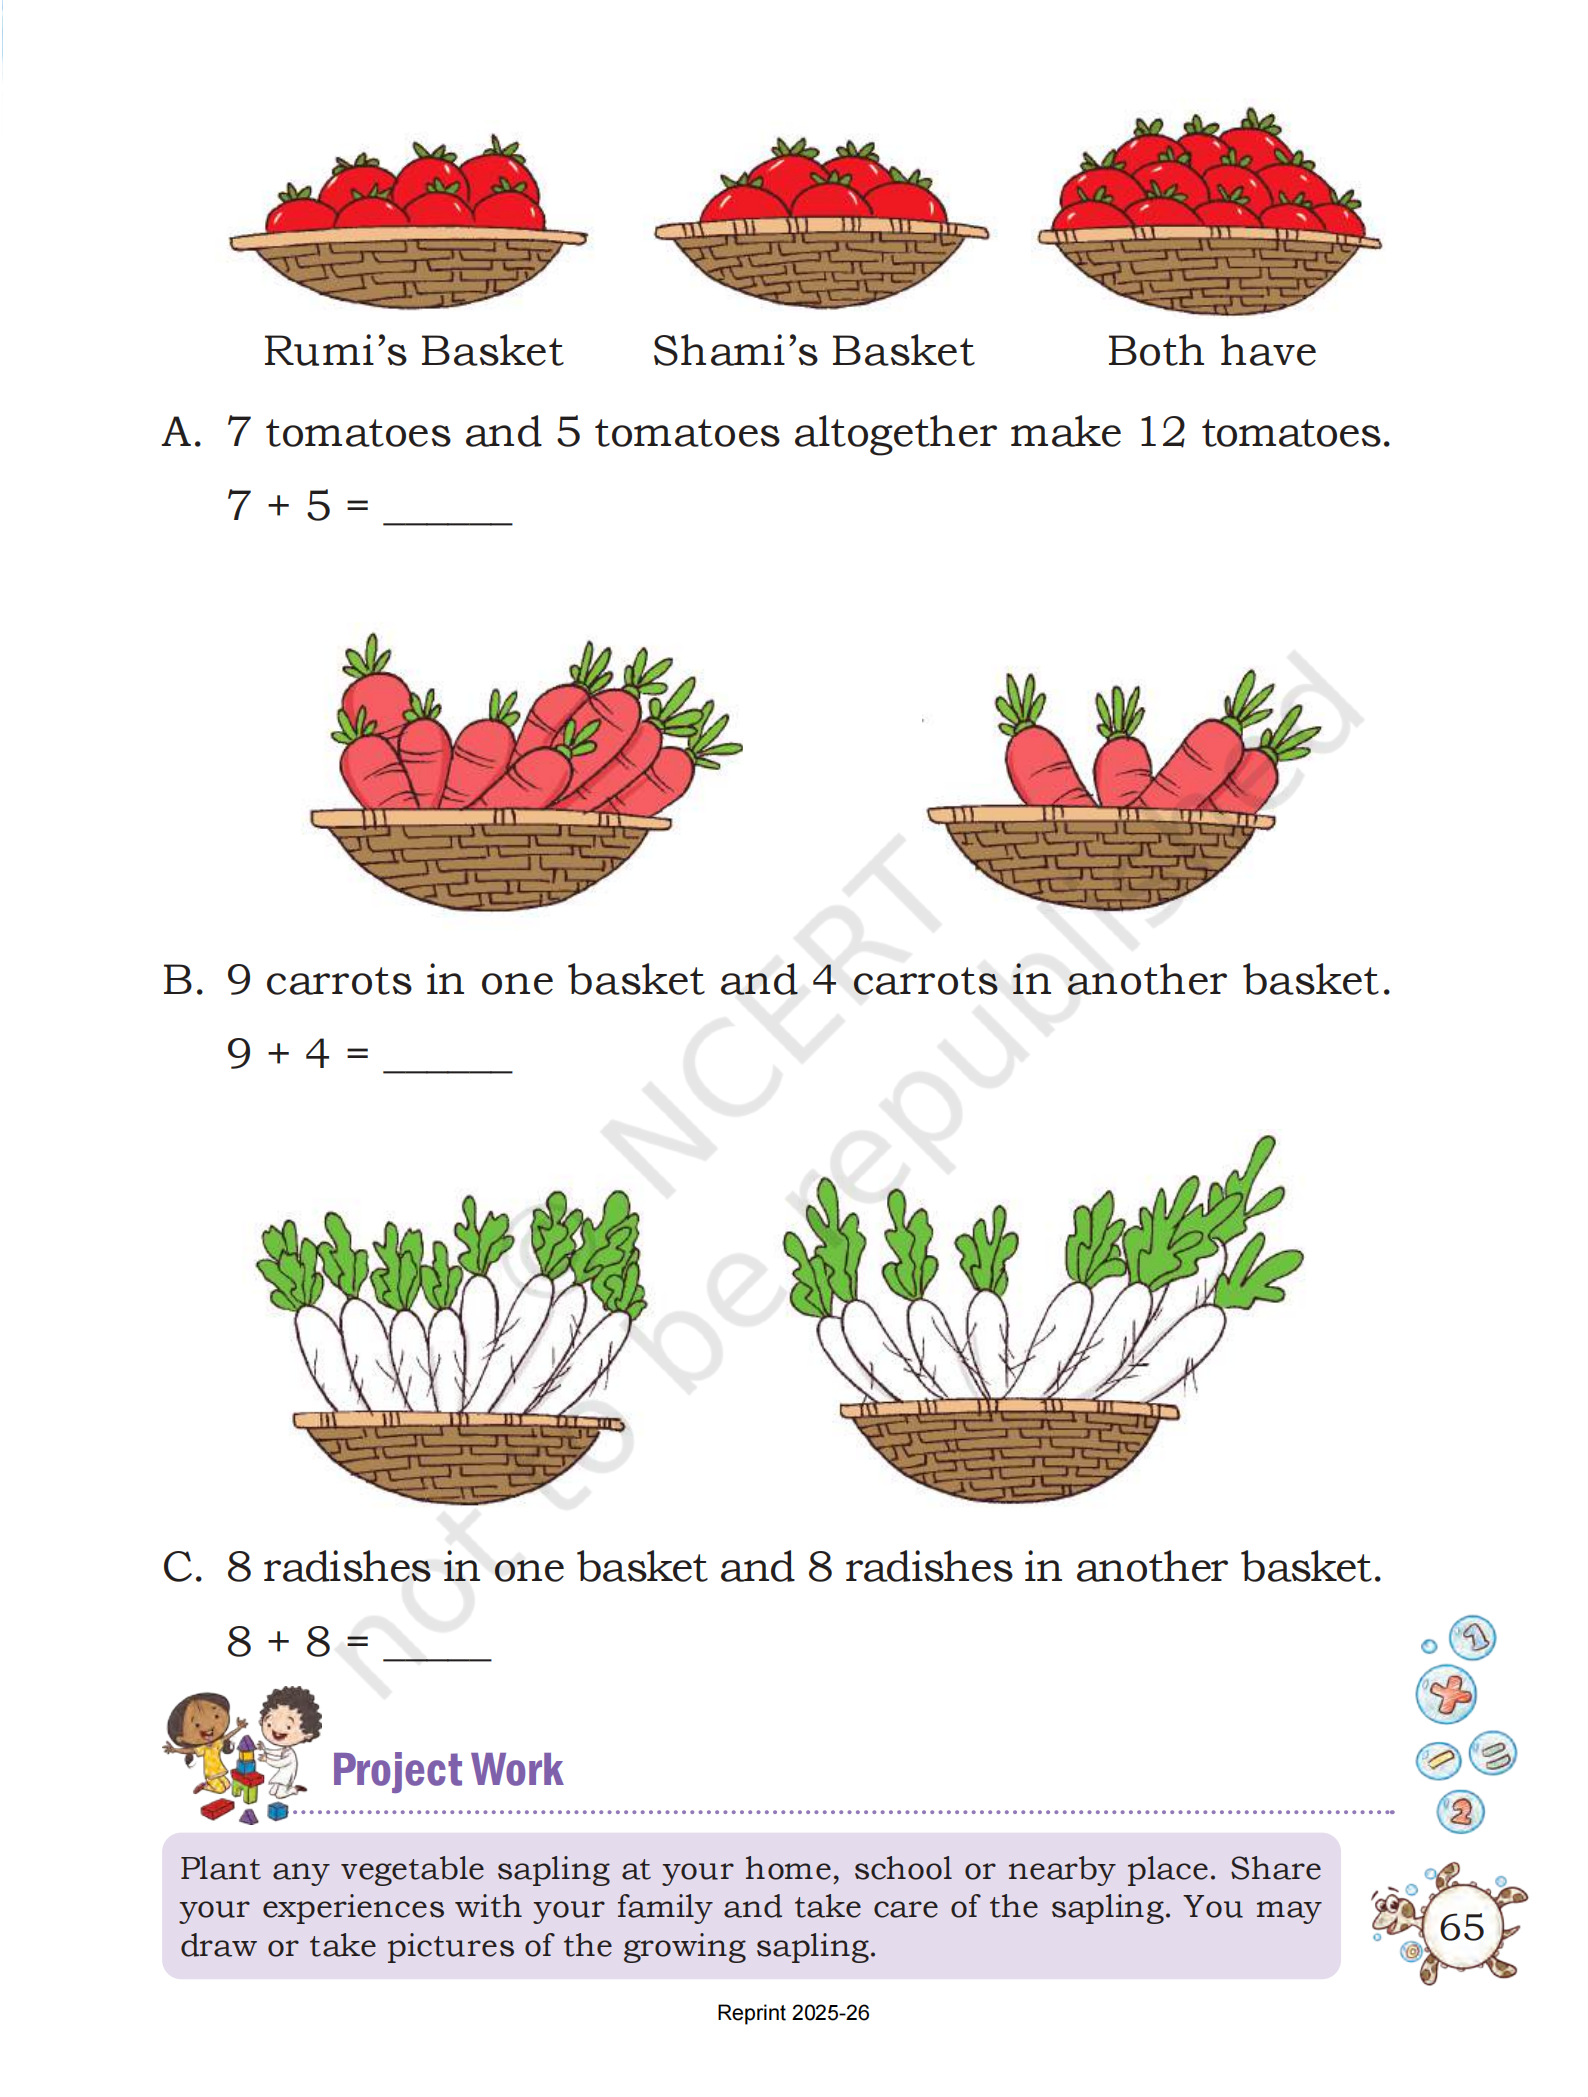 Rumi’s Basket Shami’s Basket Both have
A. 7 tomatoes and 5 tomatoes altogether make 12 tomatoes.
7 + 5 = ______
B. 9 carrots in one basket and 4 carrots in another basket.
9 + 4 = ______
C. 8 radishes in one basket and 8 radishes in another basket.
8 + 8 = _____
1
+
− =
2
Project Work
Plant any vegetable sapling at your home, school or nearby place. Share
your experiences with your family and take care of the sapling. You may
draw or take pictures of the growing sapling.
65
Reprint 2025-26
© NCERT
not to be republished